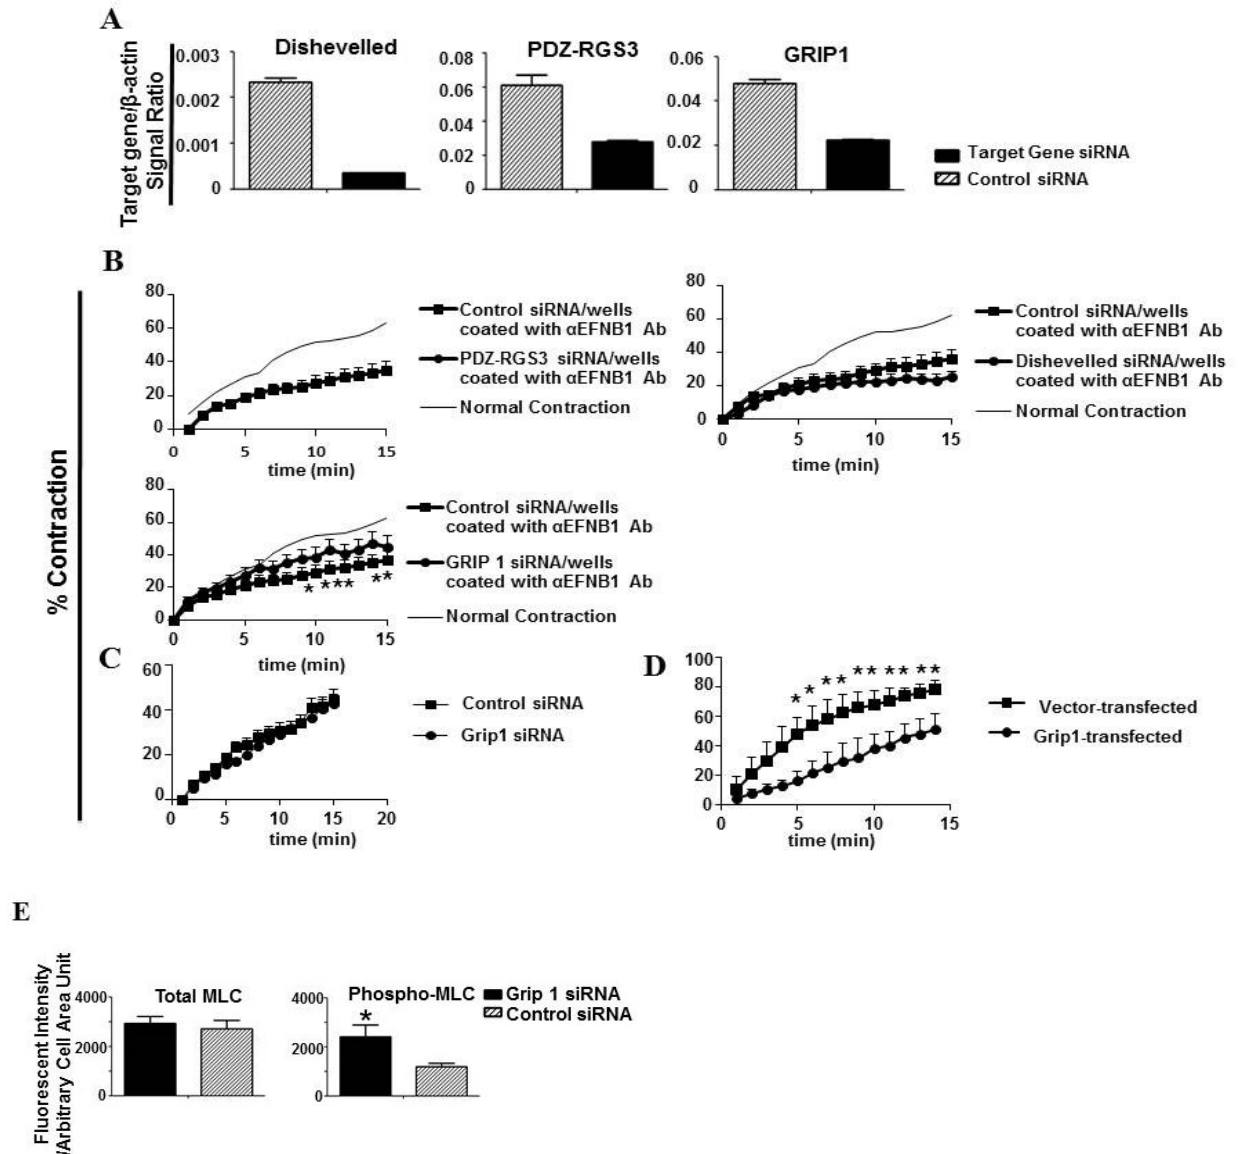 A
Target gene/β-actin
Signal Ratio
Dishevelled
0.003
0.002
0.001
0
PDZ-RGS3
0.08
0.06
0.04
0.02
0
GRIP1
0.06
0.04
0.02
0
Target Gene siRNA
Control siRNA
B
% Contraction
80
60
40
20
0
0 5 10 15
time (min)
Control siRNA/wells
coated with αEFNB1 Ab
PDZ-RGS3 siRNA/wells
coated with αEFNB1 Ab
Normal Contraction
80
60
40
20
0
0 5 10 15
time (min)
Control siRNA/wells
coated with αEFNB1 Ab
Dishevelled siRNA/wells
coated with αEFNB1 Ab
Normal Contraction
80
60
40
20
0
* * * * * *
0 5 10 15
time (min)
Control siRNA/wells
coated with αEFNB1 Ab
GRIP 1 siRNA/wells
coated with αEFNB1 Ab
Normal Contraction
C
60
40
20
0
0 5 10 15 20
time (min)
Control siRNA
Grip1 siRNA
D
100
80
60
40
20
0
* * * * * * * * * *
0 5 10 15
time (min)
Vector-transfected
Grip1-transfected
E
Fluorescent Intensity
/Arbitrary Cell Area Unit
Total MLC
4000
2000
0
Phospho-MLC
4000
2000
0
*
Grip 1 siRNA
Control siRNA